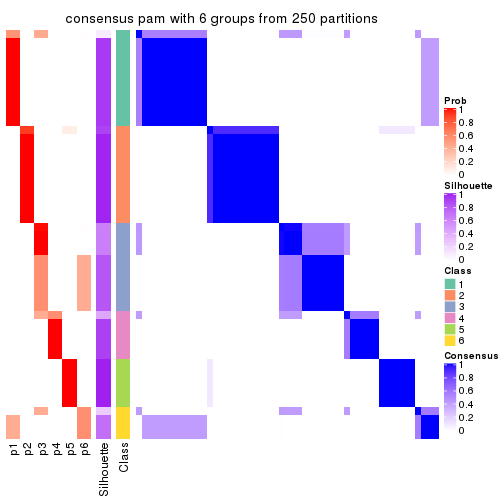 consensus pam with 6 groups from 250 partitions
Prob
1
0.8
0.6
0.4
0.2
0
Silhouette
1
0.8
0.6
0.4
0.2
0
Class
1
2
3
4
5
6
Consensus
1
0.8
0.6
0.4
0.2
0
p1
p2
p3
p4
p5
p6
Silhouette
Class